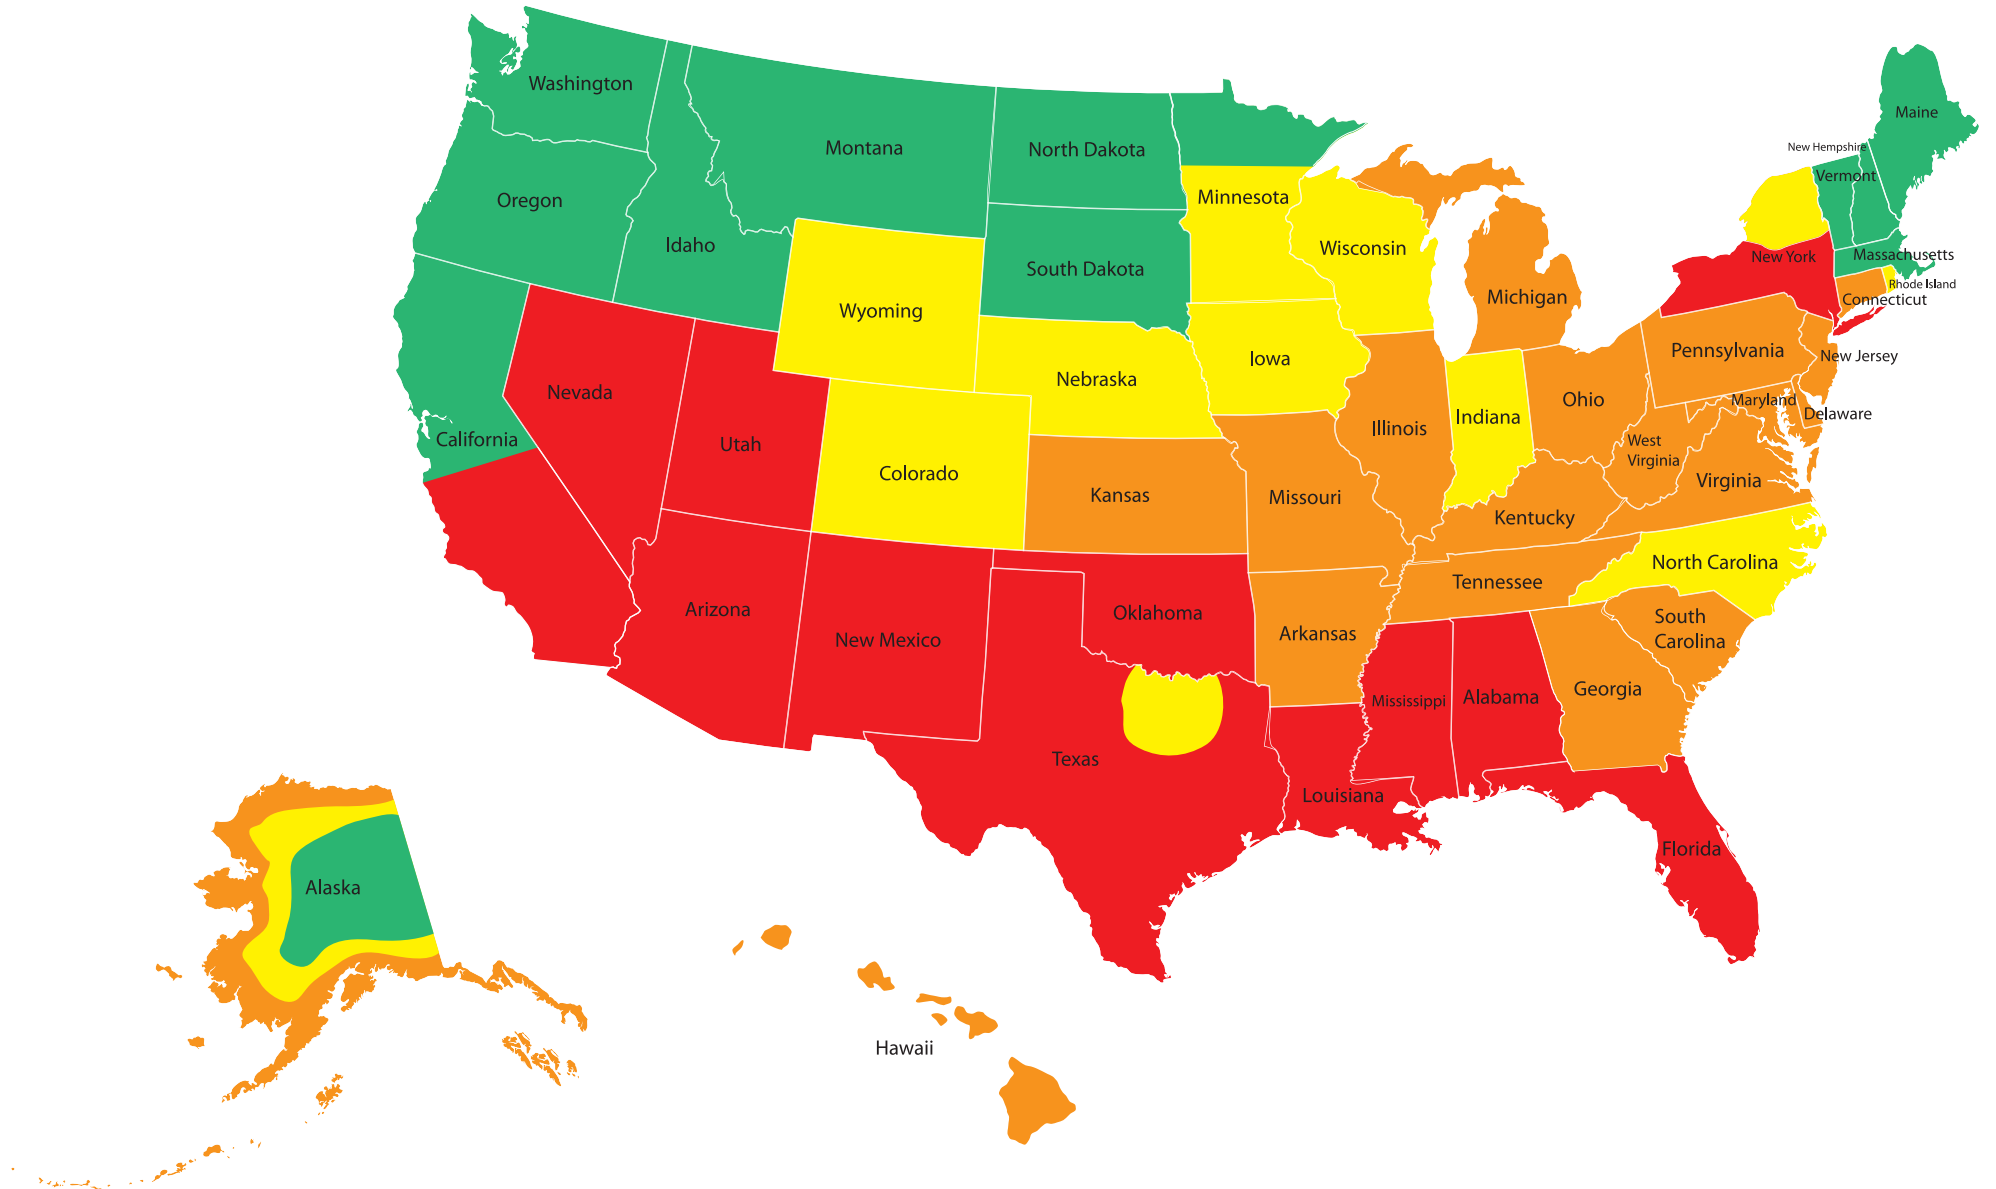 Washington
Maine
Montana
North Dakota
New Hempshire
Vermont
Oregon
Minnesota
Idaho
Wisconsin
South Dakota
Massachusetts
New York
Rhode Island
Michigan
Connecticut
Wyoming
Pennsylvania
New Jersey
Iowa
Nebraska
Nevada
Ohio
Maryland
Delaware
Indiana
Illinois
California
Utah
West
Virginia
Colorado
Virginia
Kansas
Missouri
Kentucky
North Carolina
Tennessee
Arizona
Oklahoma
South
Carolina
Arkansas
New Mexico
Georgia
Alabama
Mississippi
Texas
Louisiana
Florida
Alaska
Hawaii